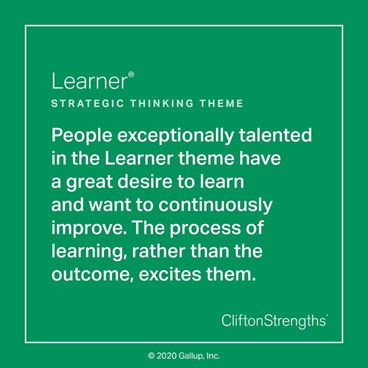 Learner®
STRATEGIC THINKING THEME
People exceptionally talented
in the Learner theme have
a great desire to learn
and want to continuously
improve. The process of
learning, rather than the
outcome, excites them.
CliftonStrengths®
© 2020 Gallup, Inc.